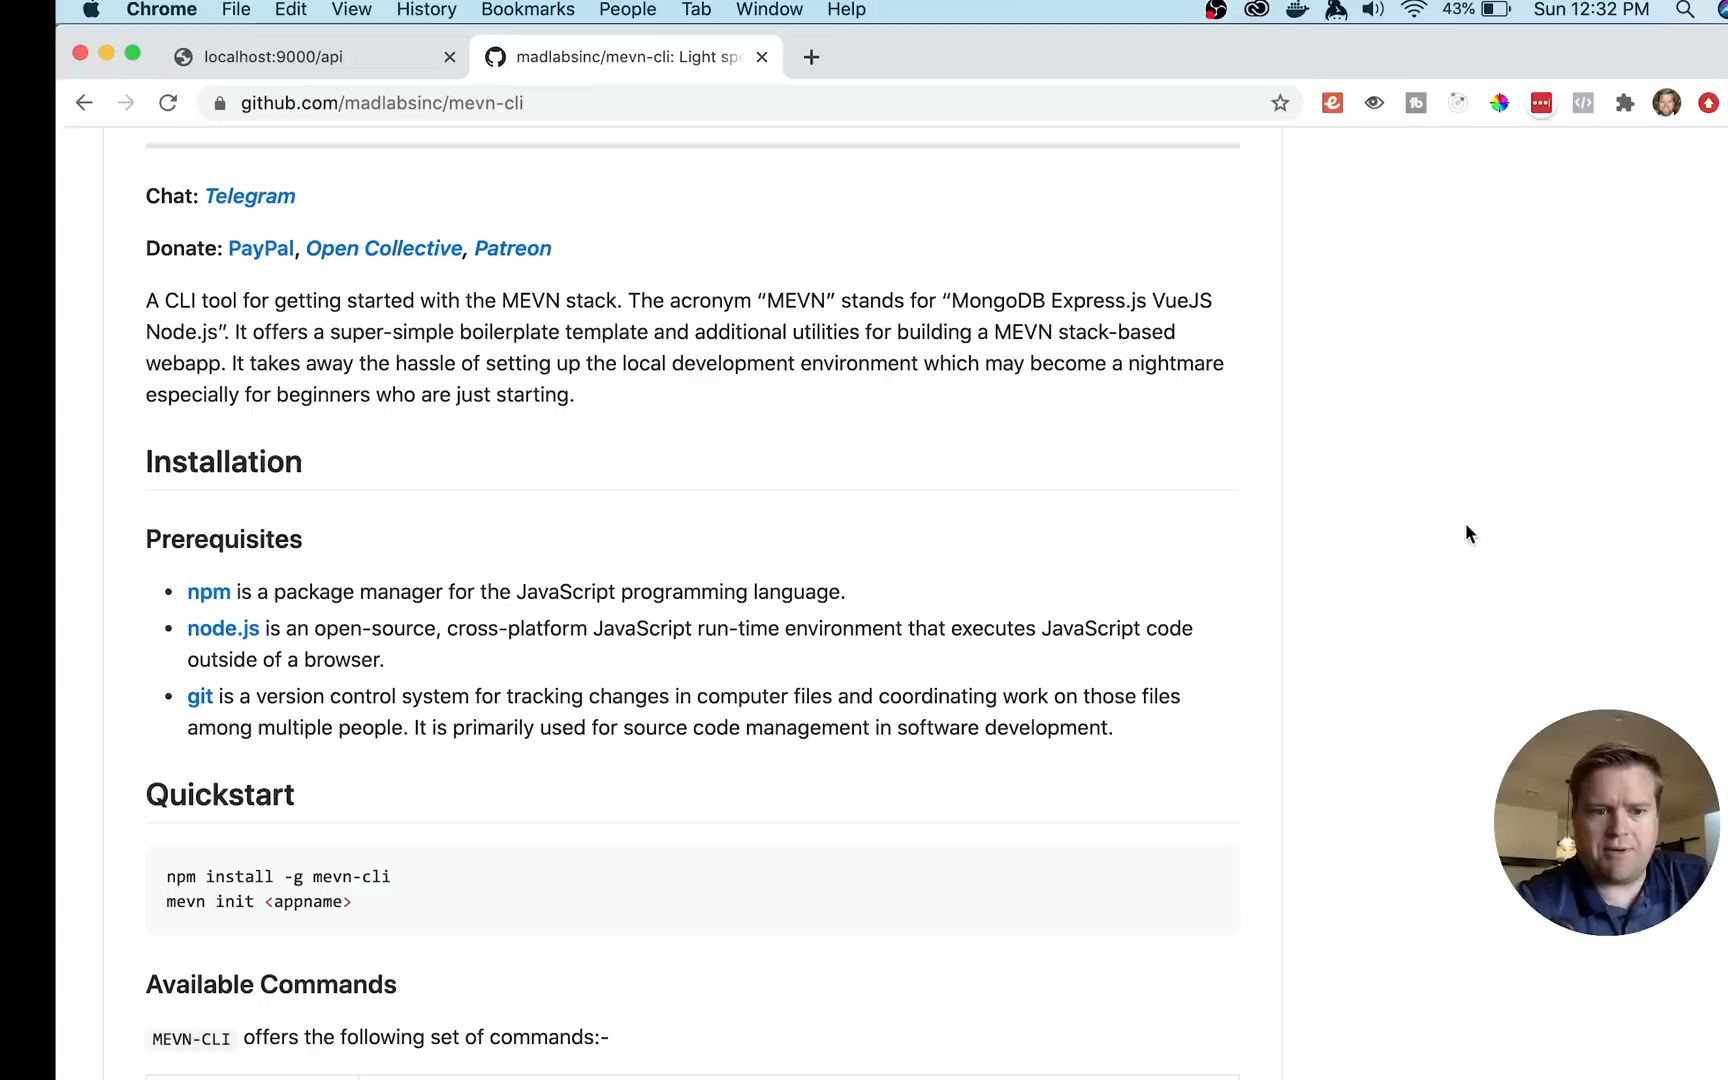 Chrome File Edit View History Bookmarks People Tab Window Help 43% Sun 12:32 PM
localhost:9000/api madlabsinc/mevn-cli: Light spe
github.com/madlabsinc/mevn-cli
Chat: Telegram
Donate: PayPal, Open Collective, Patreon
A CLI tool for getting started with the MEVN stack. The acronym “MEVN” stands for “MongoDB Express.js VueJS
Node.js”. It offers a super-simple boilerplate template and additional utilities for building a MEVN stack-based
webapp. It takes away the hassle of setting up the local development environment which may become a nightmare
especially for beginners who are just starting.
Installation
Prerequisites
• npm is a package manager for the JavaScript programming language.
• node.js is an open-source, cross-platform JavaScript run-time environment that executes JavaScript code
outside of a browser.
• git is a version control system for tracking changes in computer files and coordinating work on those files
among multiple people. It is primarily used for source code management in software development.
Quickstart
npm install -g mevn-cli
mevn init <appname>
Available Commands
MEVN-CLI offers the following set of commands:-